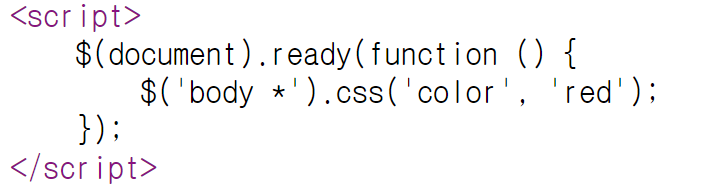 <script>
$(document).ready(function () {
$('body *').css('color', 'red');
});
</script>